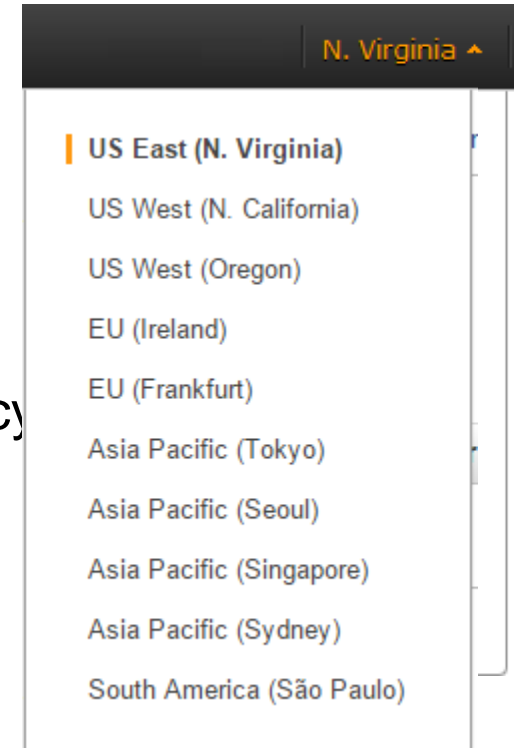 N. Virginia
US East (N. Virginia)
US West (N. California)
US West (Oregon)
EU (Ireland)
EU (Frankfurt)
cy
Asia Pacific (Tokyo)
Asia Pacific (Seoul)
Asia Pacific (Singapore)
Asia Pacific (Sydney)
South America (São Paulo)